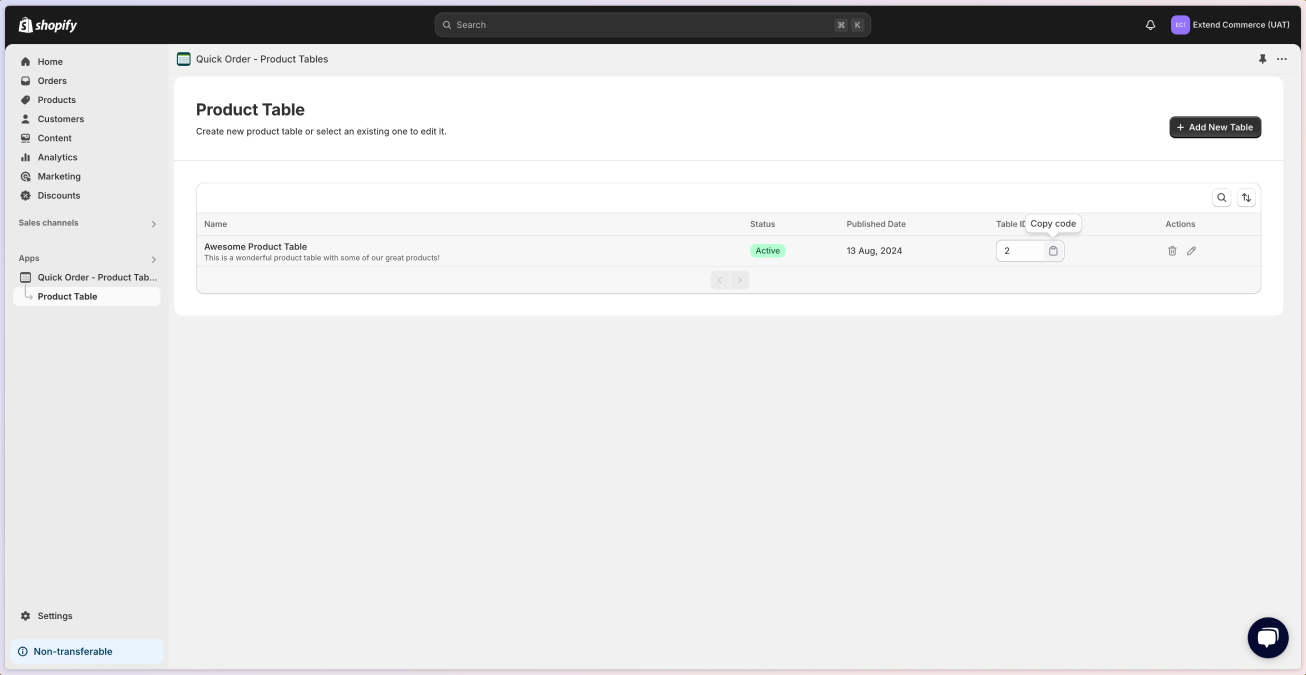 shopify
Search
⌘ K
EC(
Extend Commerce (UAT)
Home
Orders
Products
Customers
Content
Analytics
Marketing
Discounts
Sales channels
Apps
Quick Order - Product Tab...
Product Table
Settings
Non-transferable
Quick Order - Product Tables
Product Table
Create new product table or select an existing one to edit it.
+ Add New Table
Name Status Published Date Table ID Actions
Copy code
Awesome Product Table
This is a wonderful product table with some of our great products!
Active
13 Aug, 2024
2